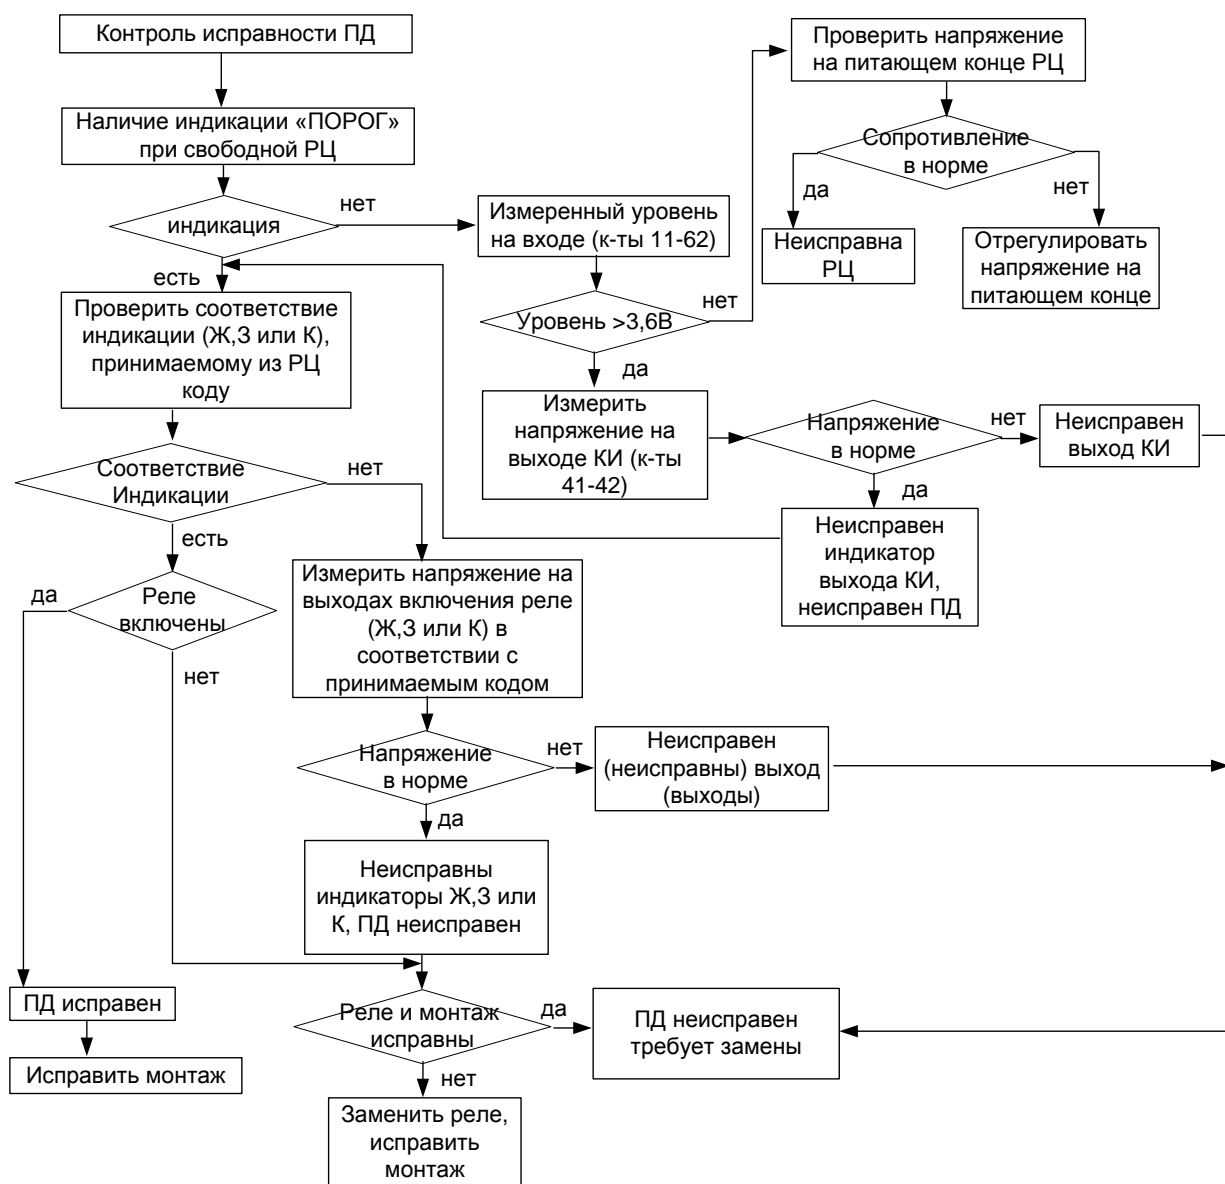 Контроль исправности ПД
Наличие индикации «ПОРОГ»
при свободной РЦ
индикация
нет
есть
Измеренный уровень
на входе (к-ты 11-62)
Уровень >3,6В
нет
да
Проверить напряжение
на питающем конце РЦ
Сопротивление
в норме
да
нет
Неисправна
РЦ
Отрегулировать
напряжение на
питающем конце
Проверить соответствие
индикации (Ж,З или К),
принимаемому из РЦ
коду
Измерить
напряжение на
выходе КИ (к-ты
41-42)
Напряжение
в норме
нет
да
Неисправен
выход КИ
Неисправен
индикатор
выхода КИ,
неисправен ПД
Соответствие
Индикации
нет
есть
Реле
включены
да
нет
Измерить напряжение на
выходах включения реле
(Ж,З или К) в
соответствии с
принимаемым кодом
Напряжение
в норме
нет
да
Неисправен
(неисправны) выход
(выходы)
Неисправны
индикаторы Ж,З или
К, ПД неисправен
ПД исправен
Исправить монтаж
Реле и монтаж
исправны
да
нет
ПД неисправен
требует замены
Заменить реле,
исправить
монтаж